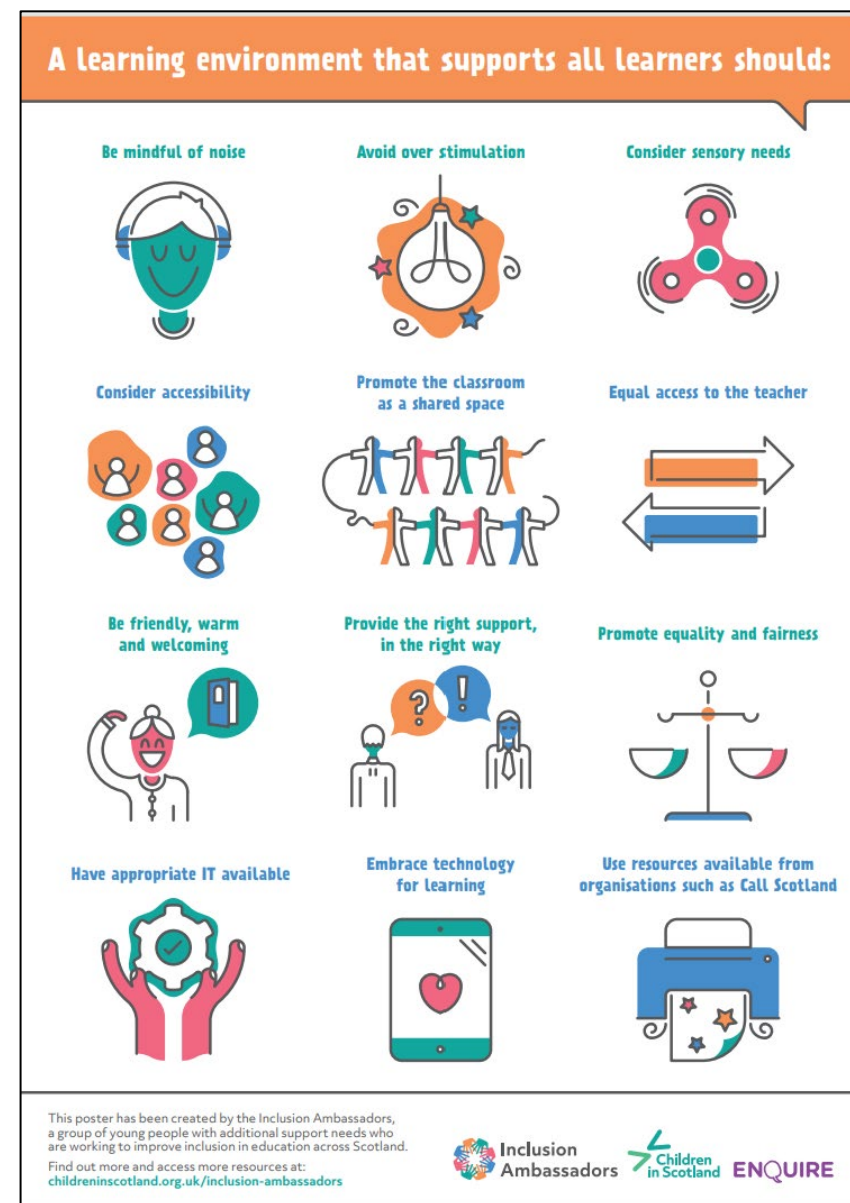 A learning environment that supports all learners should:
Be mindful of noise
Avoid over stimulation
Consider sensory needs
Consider accessibility
Promote the classroom
as a shared space
Equal access to the teacher
Be friendly, warm
and welcoming
Provide the right support,
in the right way
?
!
Promote equality and fairness
Have appropriate IT available
Embrace technology
for learning
Use resources available from
organisations such as Call Scotland
This poster has been created by the Inclusion Ambassadors,
a group of young people with additional support needs who
are working to improve inclusion in education across Scotland.
Find out more and access more resources at:
childreninscotland.org.uk/inclusion-ambassadors
Inclusion
Ambassadors
Children
in Scotland
ENQUIRE